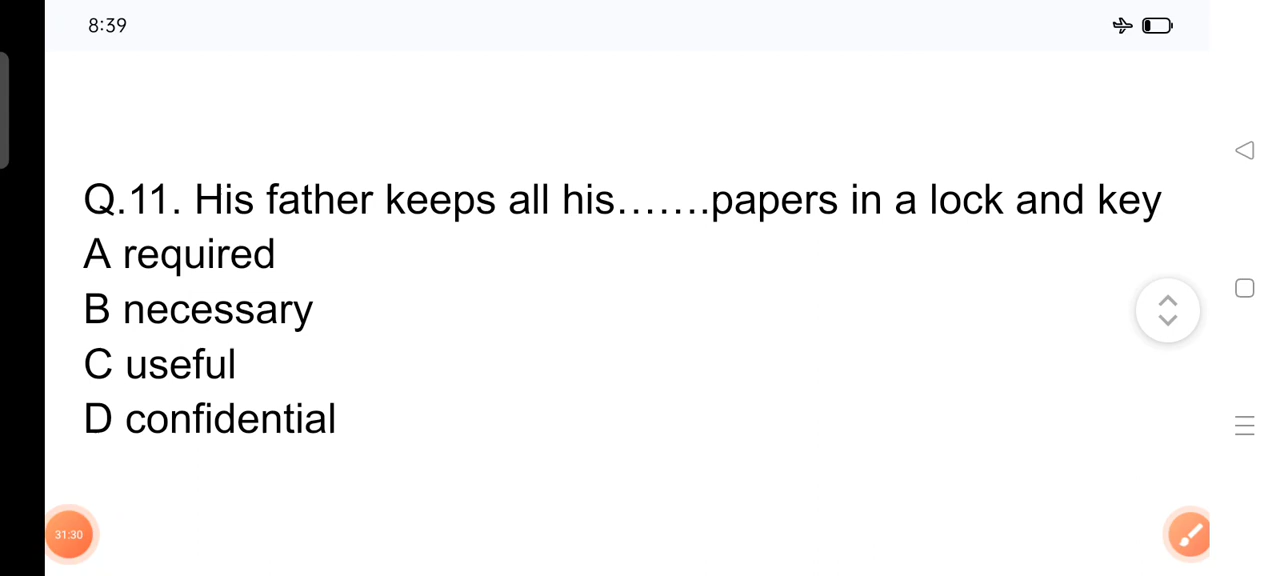 8:39
Q.11. His father keeps all his.......papers in a lock and key
A required
B necessary
C useful
D confidential
31:30